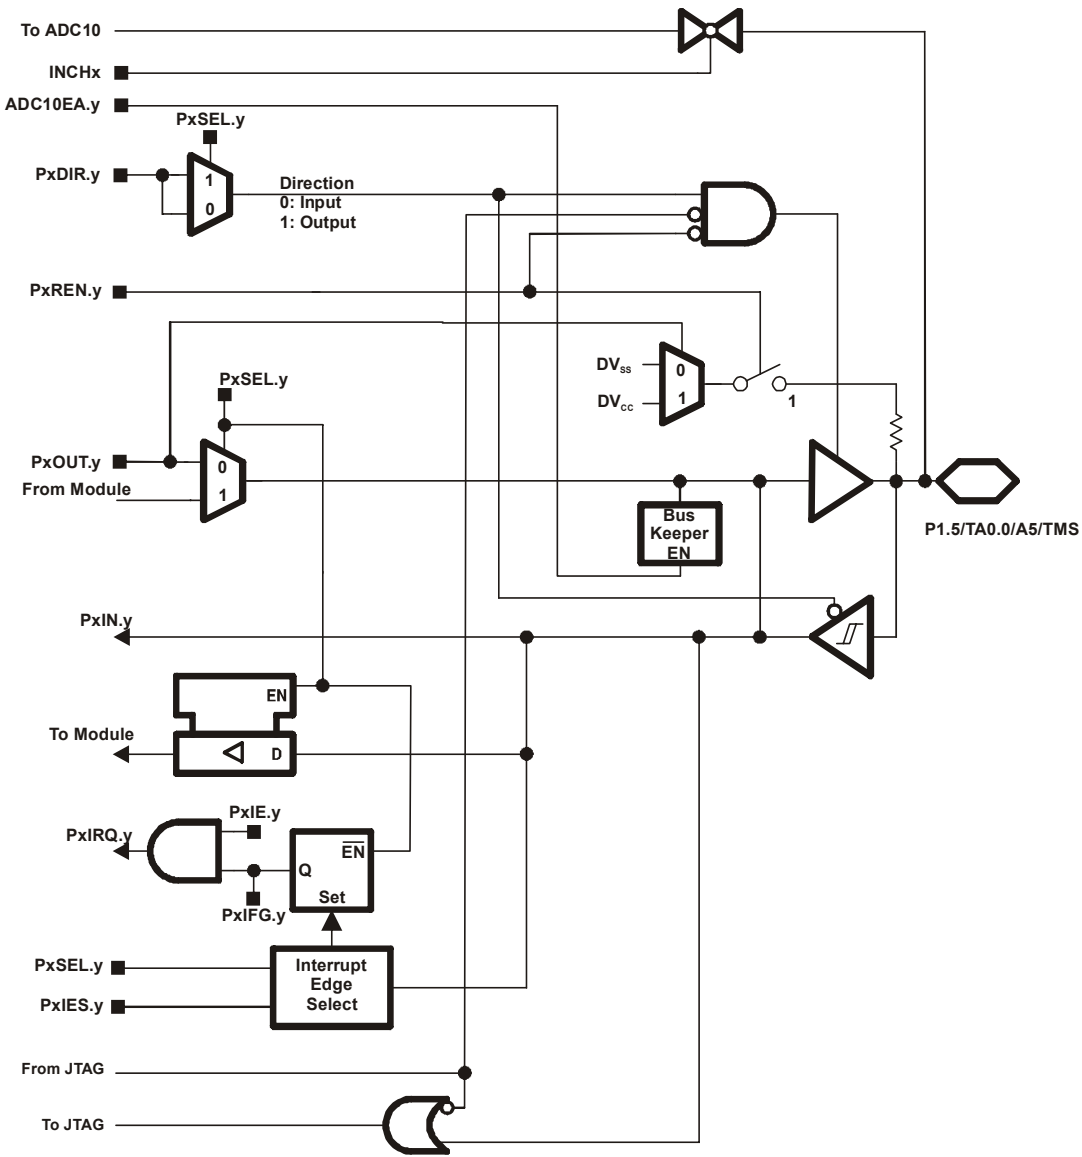 To ADC10
INCHx
ADC10EA.y
PxSEL.y
PxDIR.y
1
0
Direction
0: Input
1: Output
PxREN.y
DVss
0
DVcc
1
1
PxSEL.y
PxOUT.y
0
From Module
1
Bus
Keeper
EN
P1.5/TA0.0/A5/TMS
PxIN.y
EN
To Module
D
PxIE.y
PxIRQ.y
EN
Q
Set
PxIFG.y
PxSEL.y
Interrupt
Edge
Select
PxIES.y
From JTAG
To JTAG